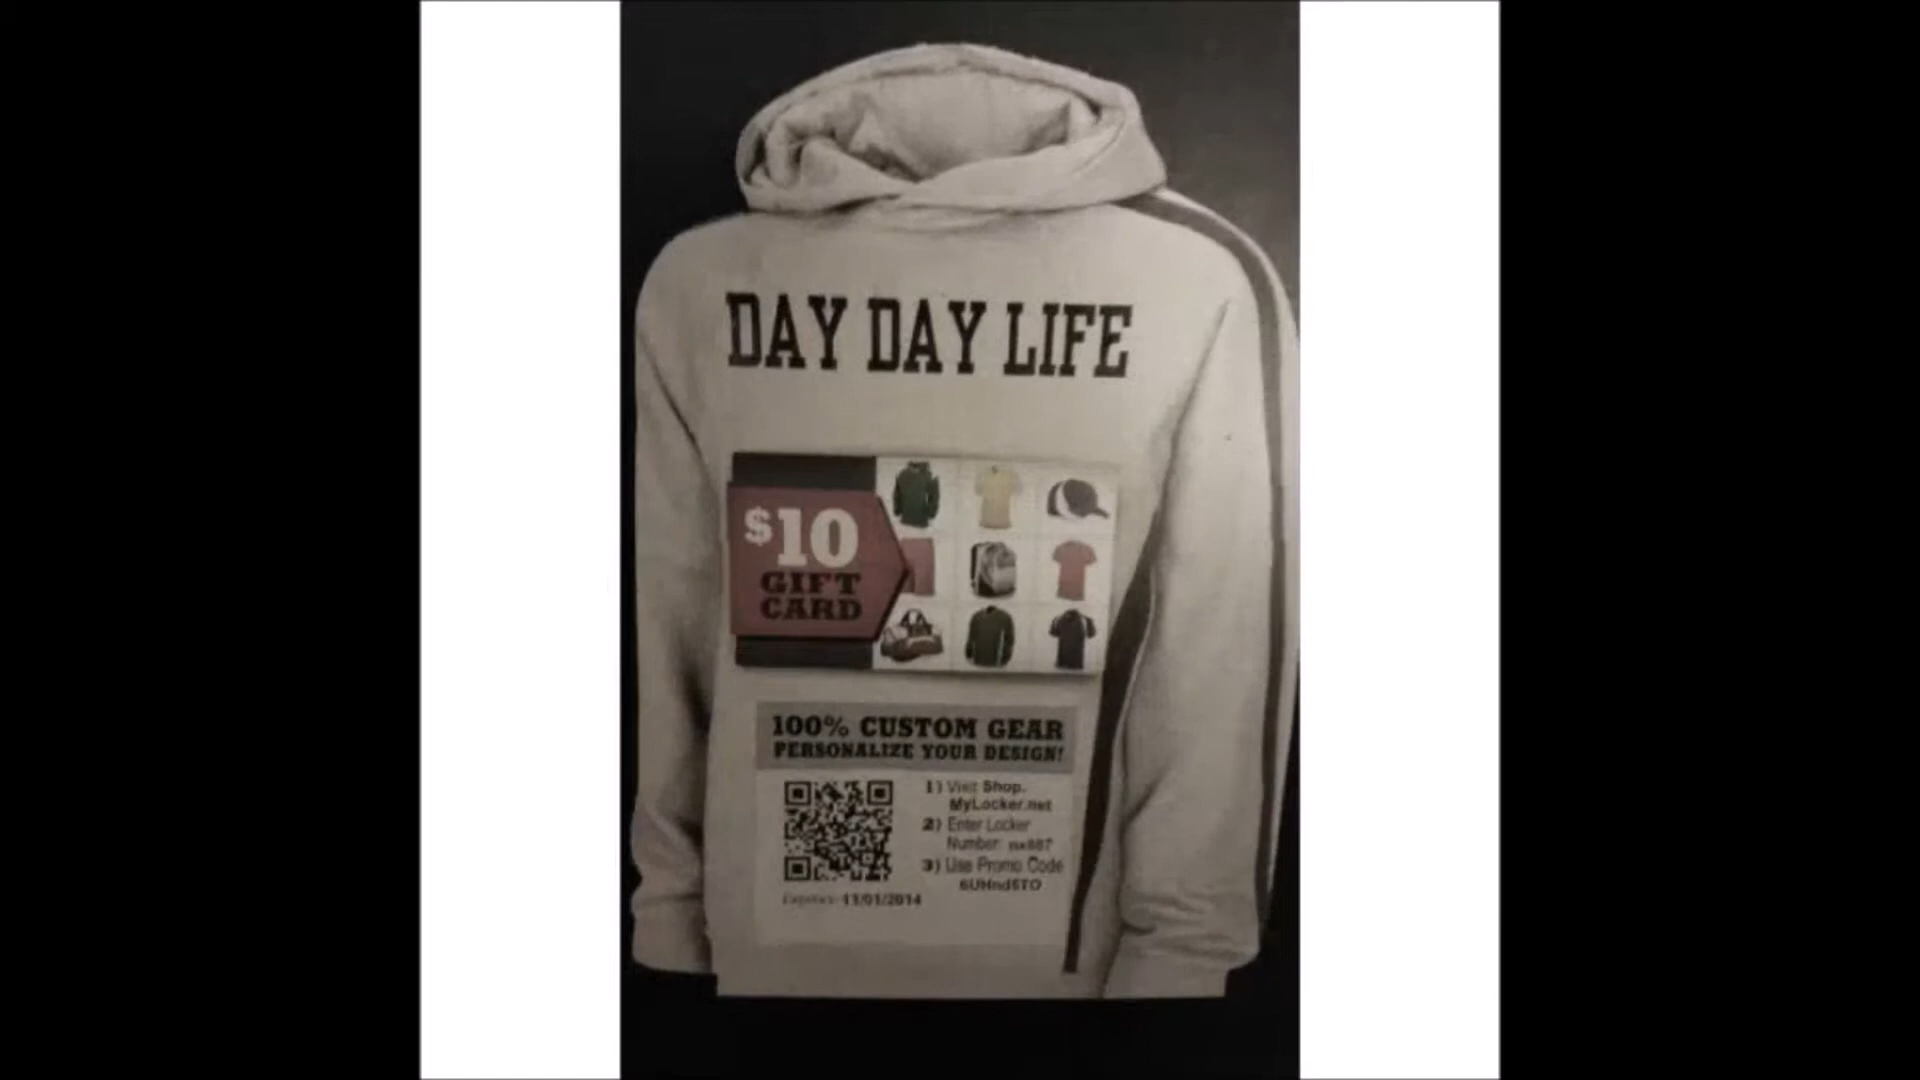 DAY DAY LIFE
$10
GIFT
CARD
100% CUSTOM GEAR
PERSONALIZE YOUR DESIGN!
1) Visit Shop.
MyLocker.net
2) Enter Locker
Number:
3) Use Promo Code
Expires: 11/01/2014